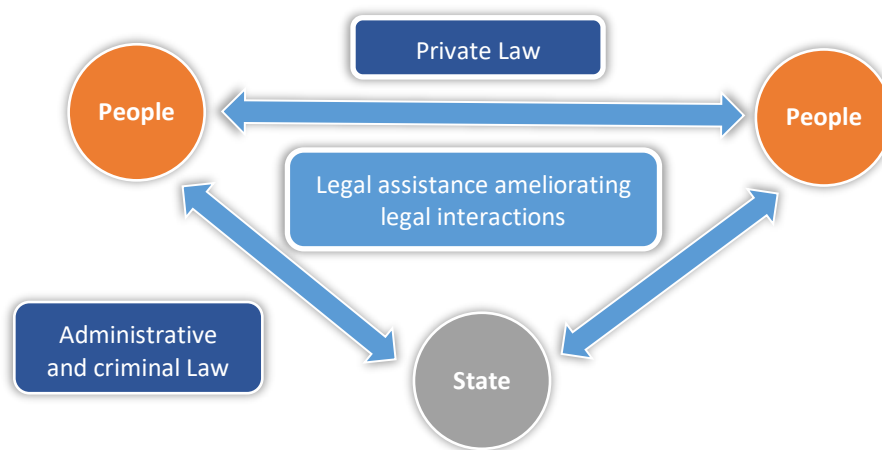 Private Law
People
People
Legal assistance ameliorating
legal interactions
Administrative
and criminal Law
State